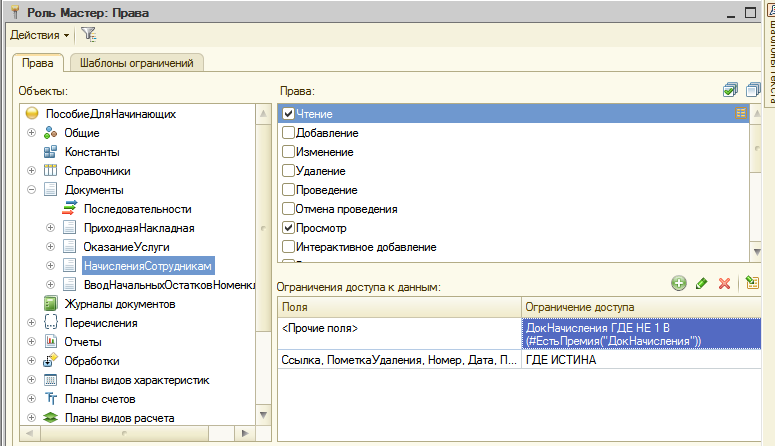 Роль Мастер: Права
Действия
Права
Шаблоны ограничений
Объекты:
ПособиеДляНачинающих
Общие
Константы
Справочники
Документы
Последовательности
ПриходнаяНакладная
ОказаниеУслуги
НачисленияСотрудникам
ВводНачальныхОстатковНоменкл
Журналы документов
Перечисления
Отчеты
Обработки
Планы видов характеристик
Планы счетов
Планы видов расчета
Права:
Чтение
Добавление
Изменение
Удаление
Проведение
Отмена проведения
Просмотр
Интерактивное добавление
Ограничения доступа к данным:
Поля
Ограничение доступа
<Прочие поля>
ДокНачисления ГДЕ НЕ 1 В
(#ЕстьПремия("ДокНачисления"))
Ссылка, ПометкаУдаления, Номер, Дата, П...
ГДЕ ИСТИНА